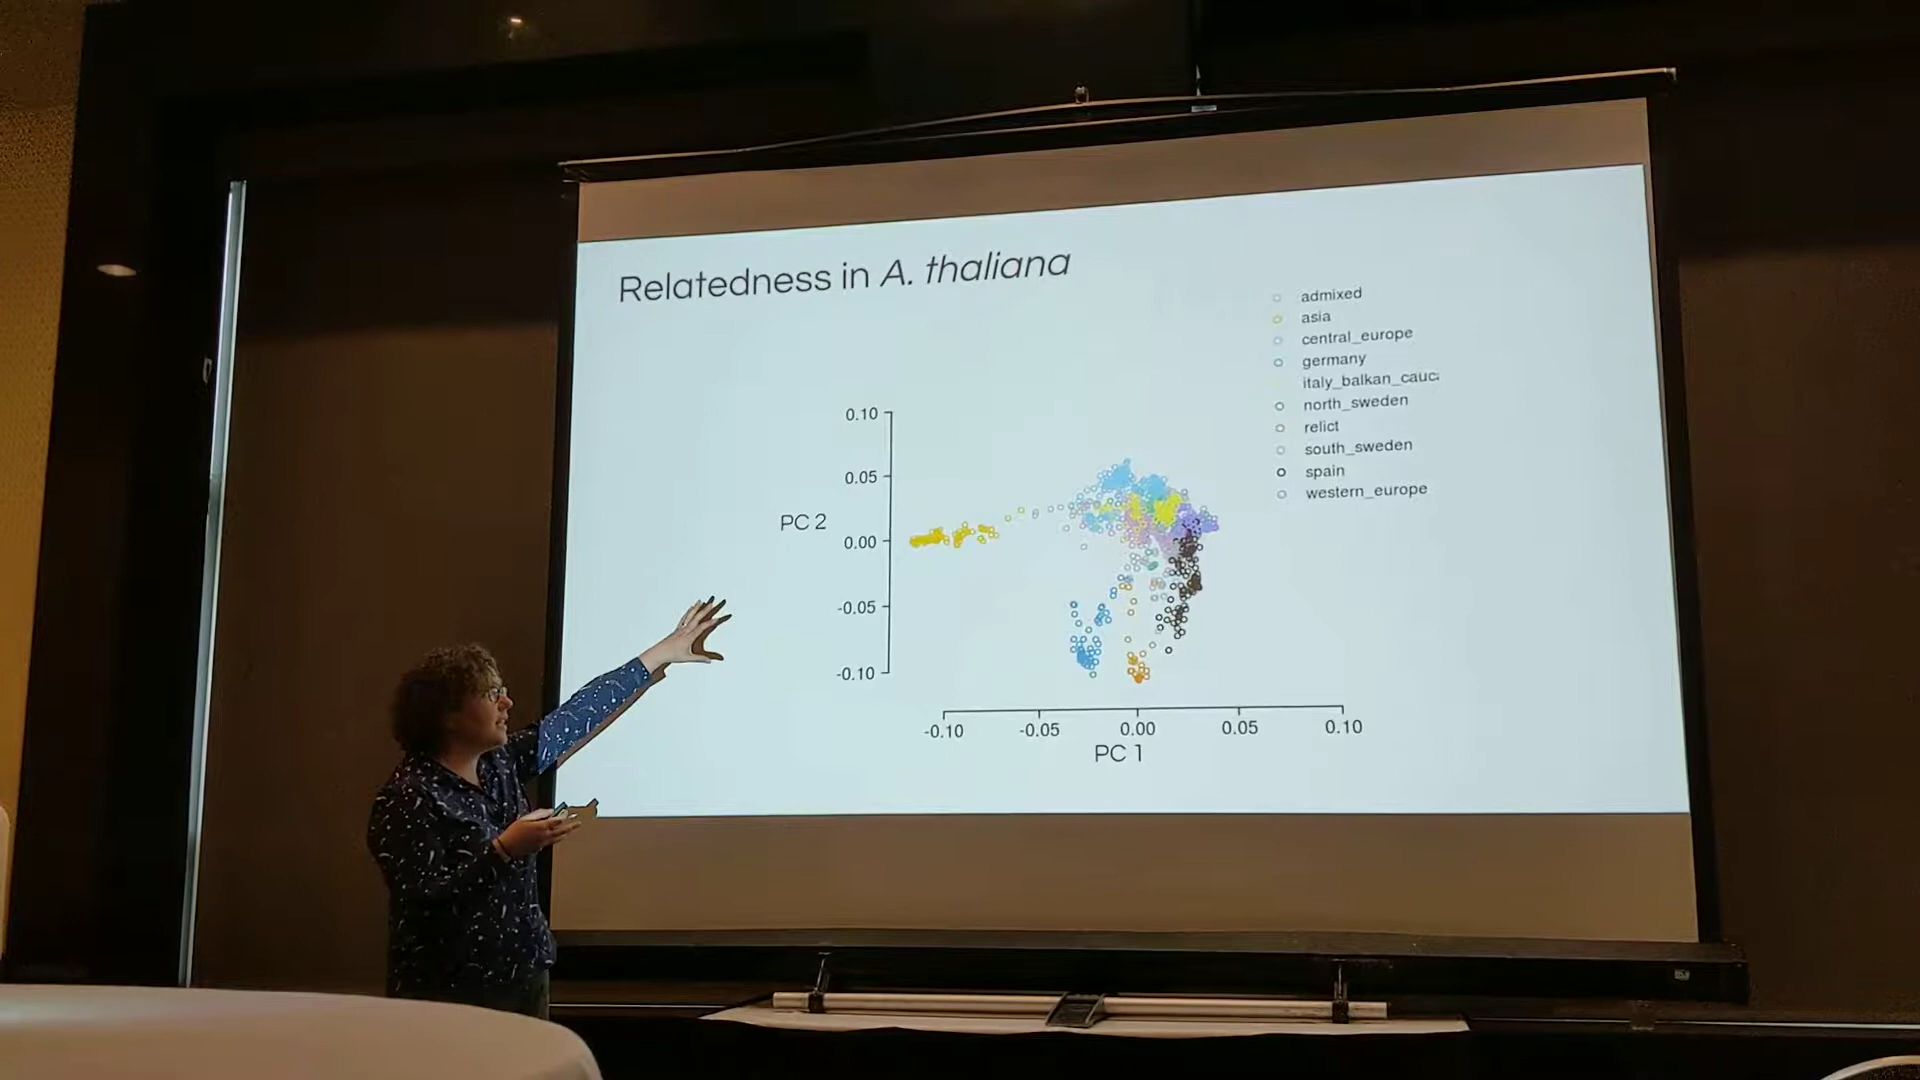 Relatedness in A. thaliana
admixed
asia
central_europe
germany
italy_balkan_cauc
north_sweden
relict
south_sweden
spain
western_europe
0.10
0.05
PC 2
0.00
-0.05
-0.10
-0.10
-0.05
0.00
0.05
0.10
PC 1